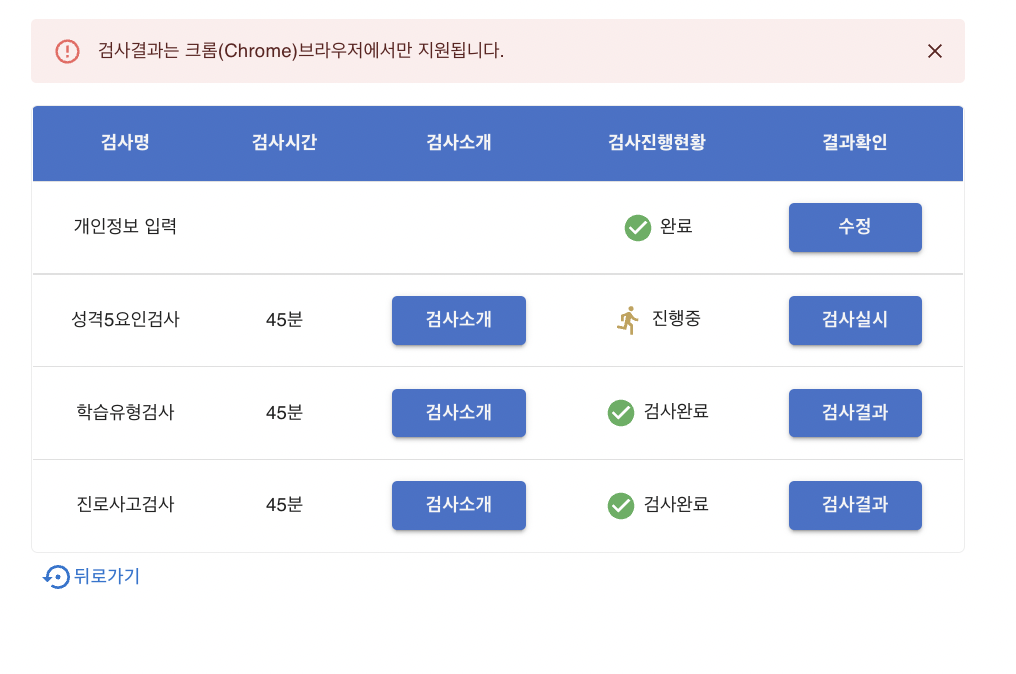 검사결과는 크롬(Chrome)브라우저에서만 지원됩니다.
검사명 검사시간 검사소개 검사진행현황 결과확인
개인정보 입력 완료 수정
성격5요인검사 45분 검사소개 진행중 검사실시
학습유형검사 45분 검사소개 검사완료 검사결과
진로사고검사 45분 검사소개 검사완료 검사결과
뒤로가기